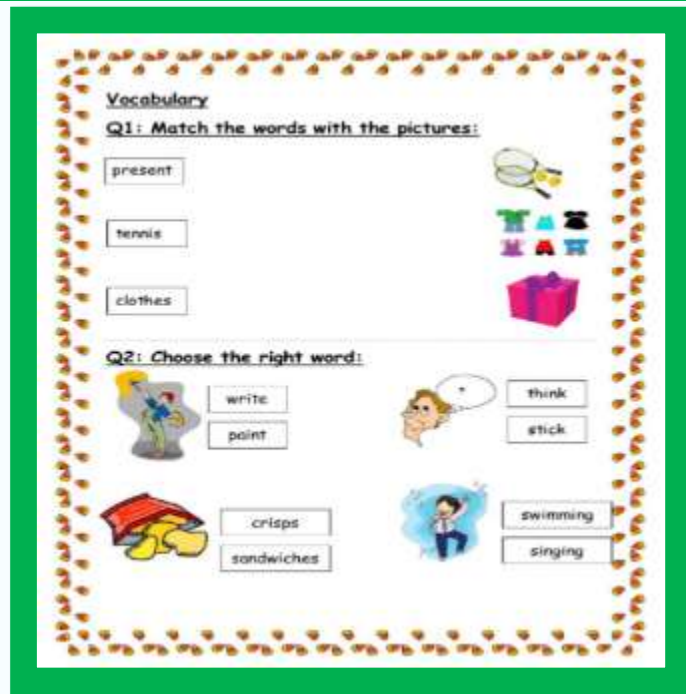 Vocabulary
Q1: Match the words with the pictures:
present
tennis
clothes
Q2: Choose the right word:
write
paint
think
stick
crisps
sandwiches
swimming
singing